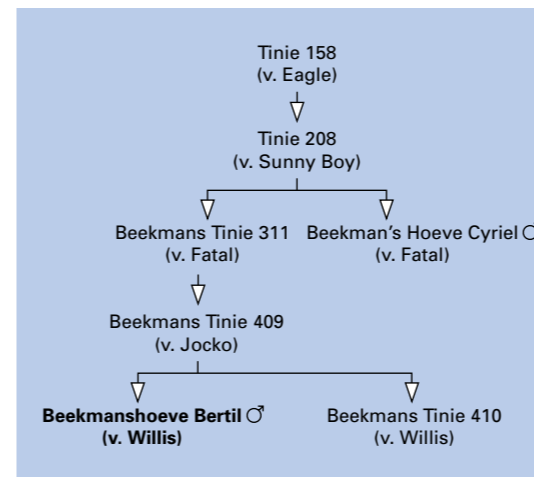 Tinie 158
(v. Eagle)
Tinie 208
(v. Sunny Boy)
Beekmans Tinie 311
(v. Fatal)
Beekman's Hoeve Cyriel ♂
(v. Fatal)
Beekmans Tinie 409
(v. Jocko)
Beekmanshoeve Bertil ♂
(v. Willis)
Beekmans Tinie 410
(v. Willis)